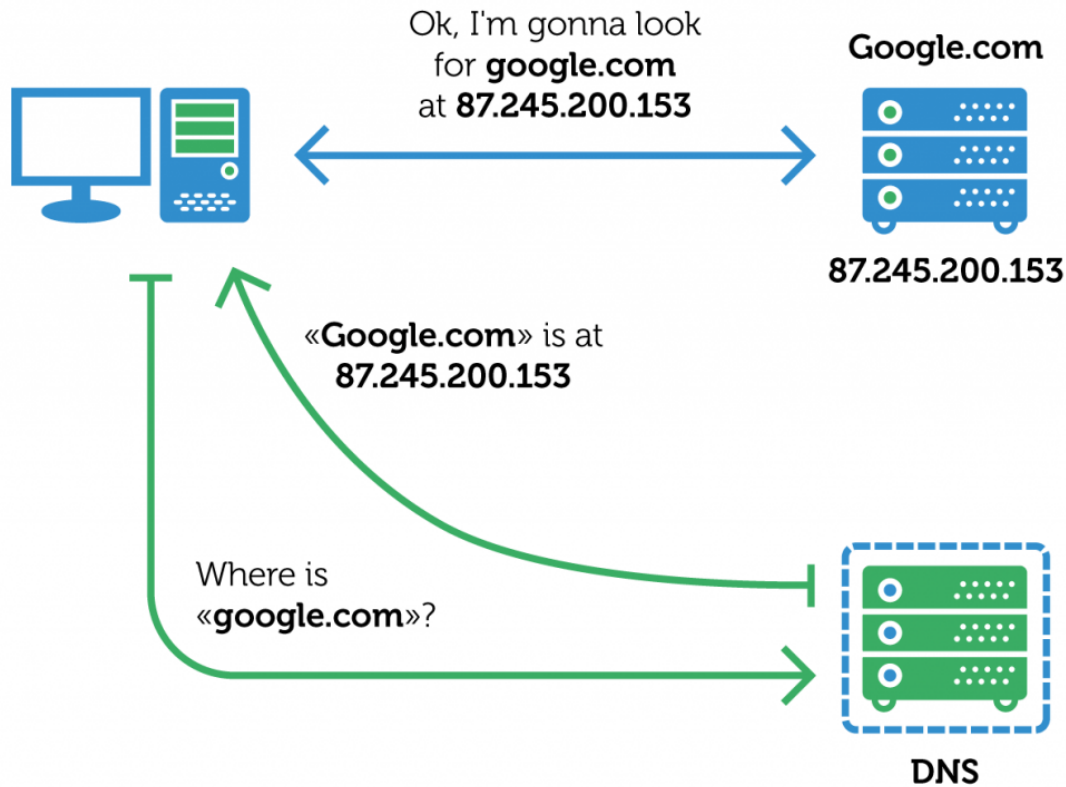 Ok, I'm gonna look
for google.com
at 87.245.200.153
Google.com
87.245.200.153
«Google.com» is at
87.245.200.153
Where is
«google.com»?
DNS